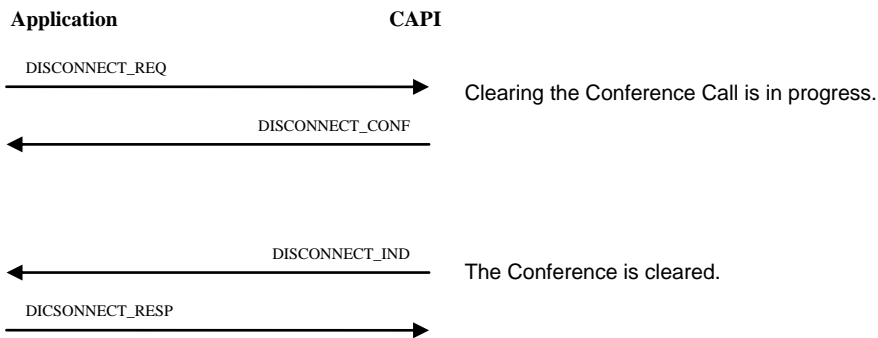 Application CAPI
DISCONNECT_REQ
Clearing the Conference Call is in progress.
DISCONNECT_CONF
DISCONNECT_IND
The Conference is cleared.
DICSONNECT_RESP